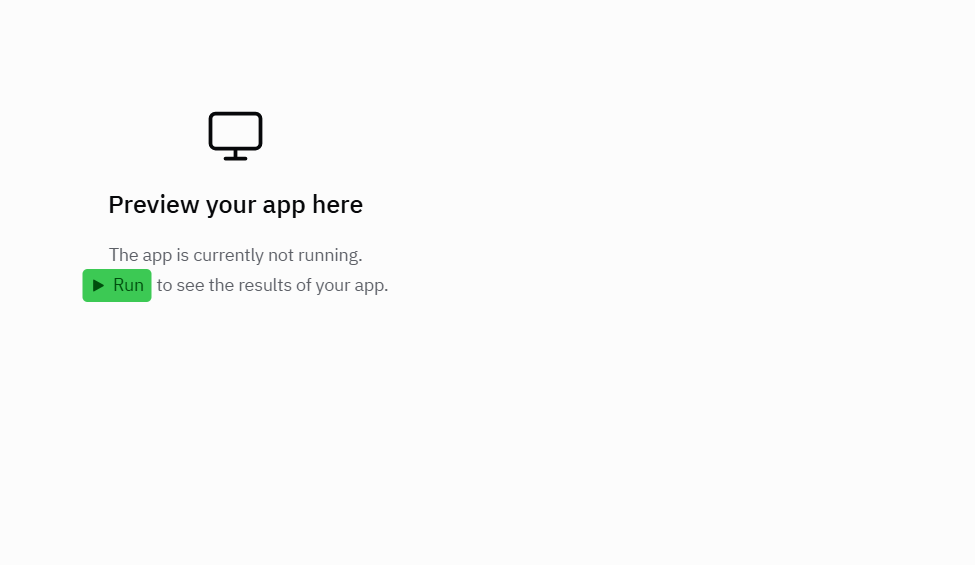 Preview your app here
The app is currently not running.
Run to see the results of your app.